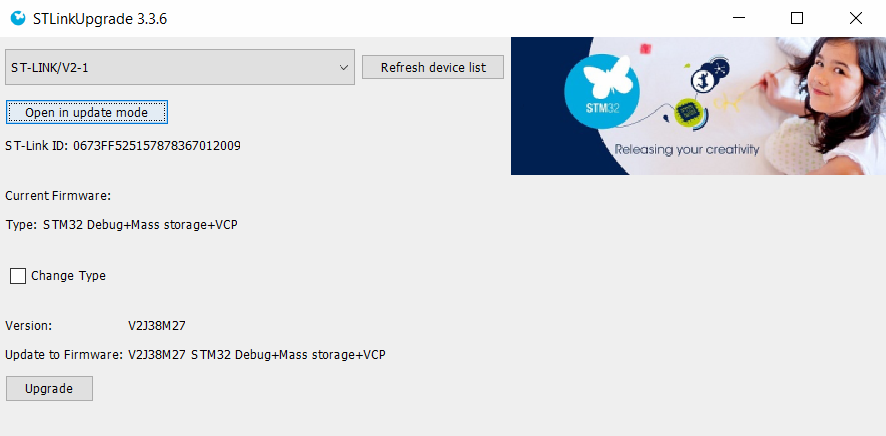 STLinkUpgrade 3.3.6
ST-LINK/V2-1
Refresh device list
Open in update mode
ST-Link ID: 0673FF525157878367012009
Current Firmware:
Type: STM32 Debug+Mass storage+VCP
Change Type
Version: V2J38M27
Update to Firmware: V2J38M27 STM32 Debug+Mass storage+VCP
Upgrade
STM32
Releasing your creativity